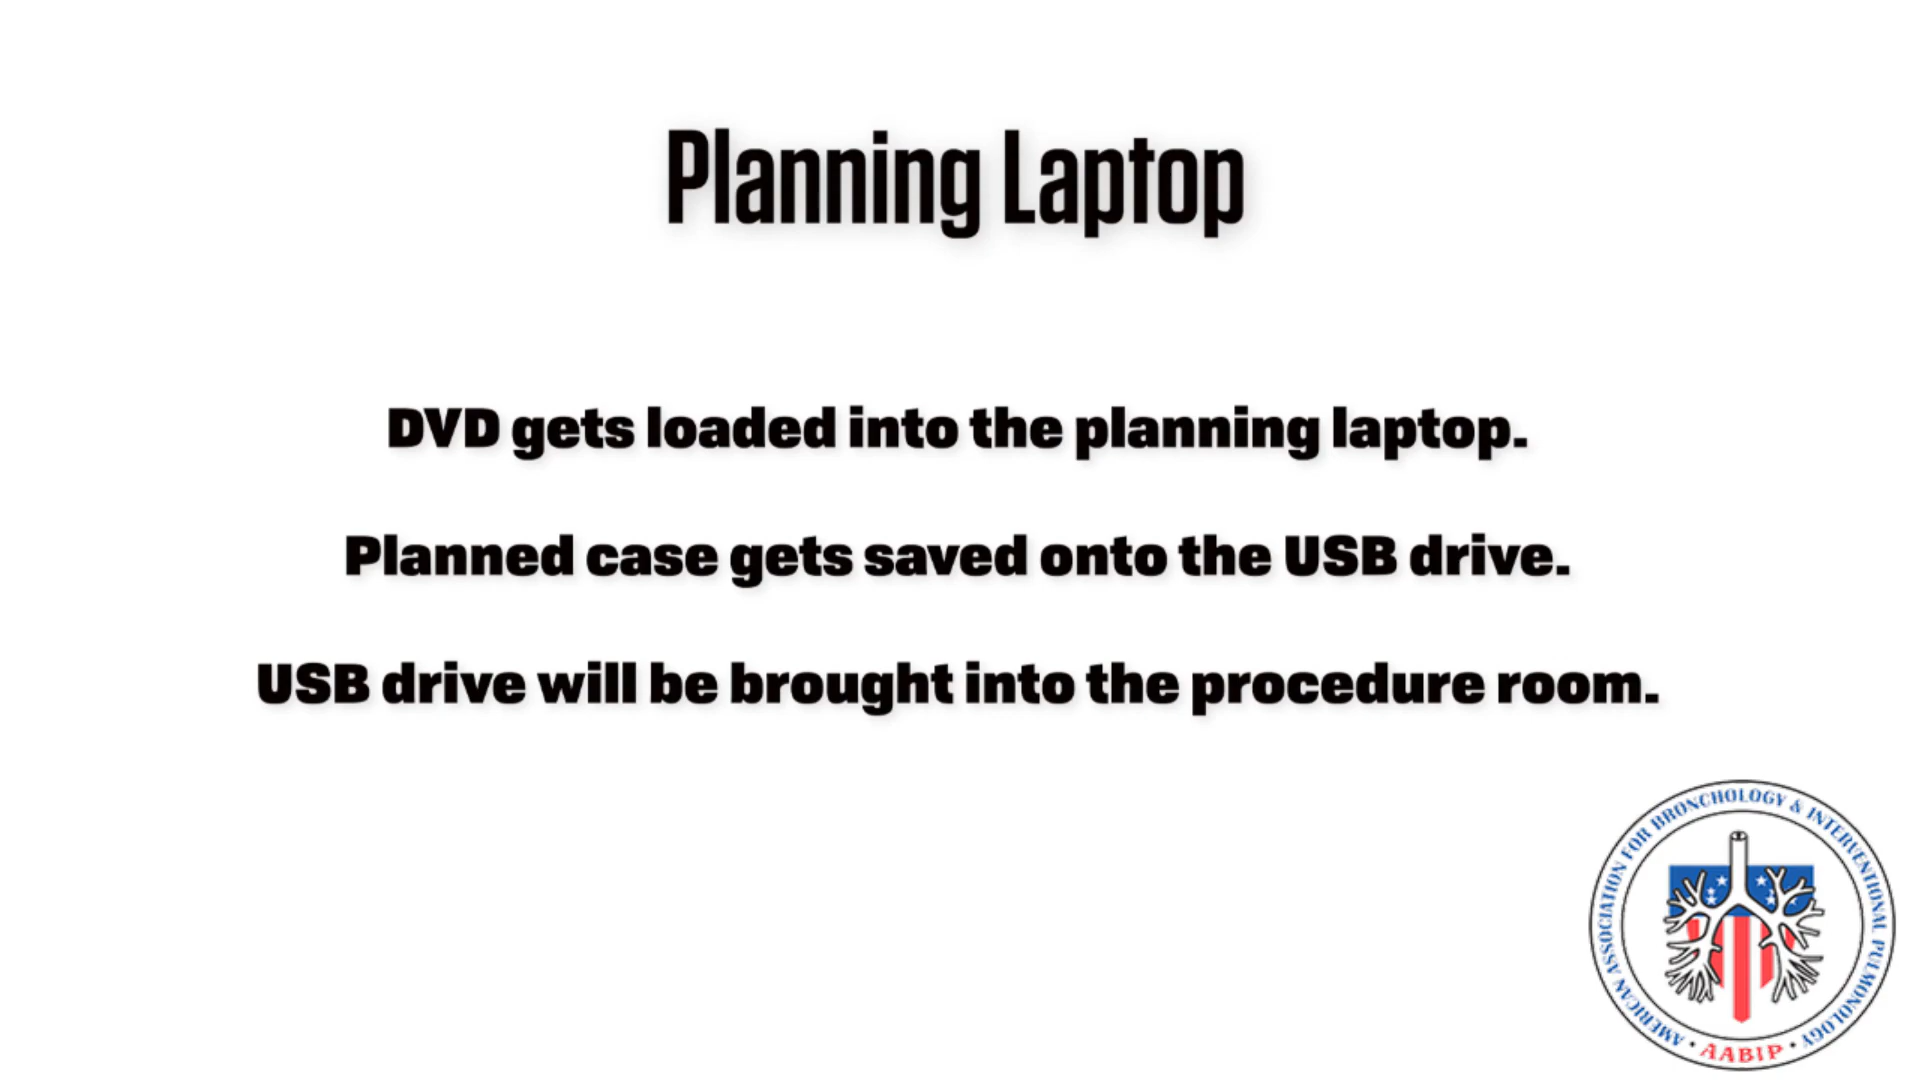 Planning Laptop
DVD gets loaded into the planning laptop.
Planned case gets saved onto the USB drive.
USB drive will be brought into the procedure room.
AMERICAN ASSOCIATION FOR BRONCHOLOGY & INTERVENTIONAL PULMONOLOGY
• AABIP •